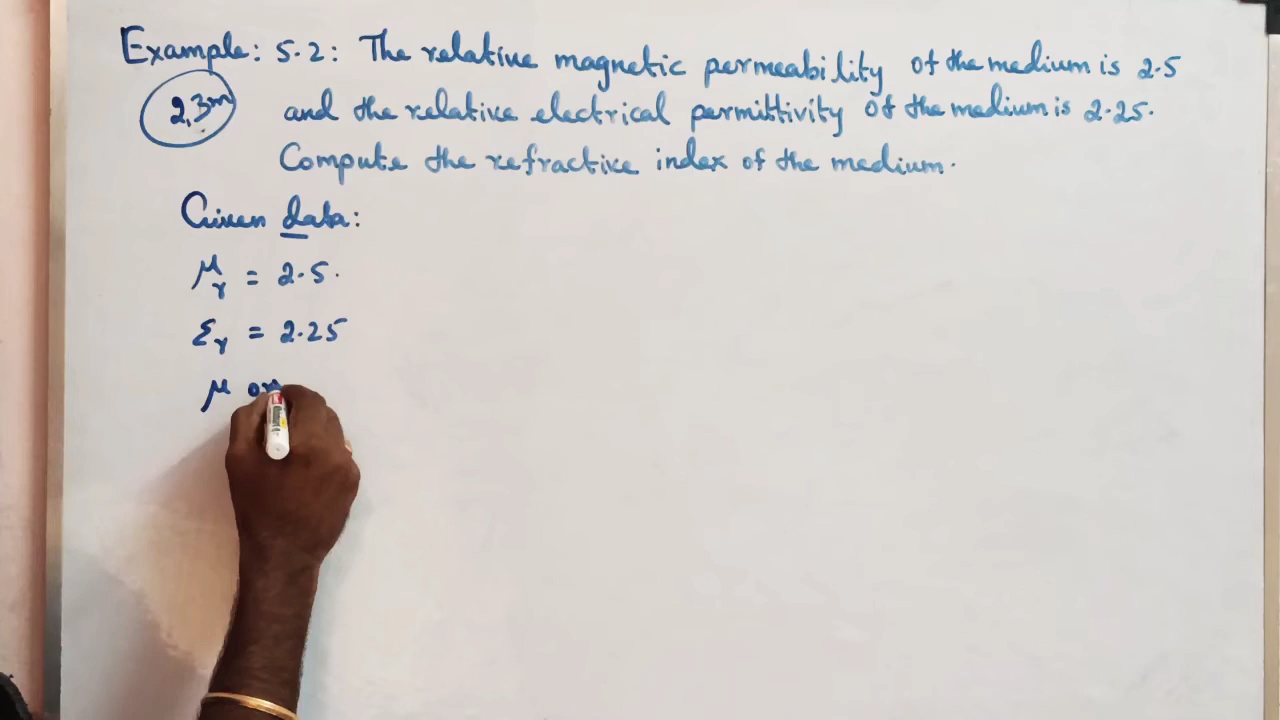 Example: 5.2: The relative magnetic permeability of the medium is 2.5
2,3m and the relative electrical permittivity of the medium is 2.25.
Compute the refractive index of the medium.
Given data:
μr = 2.5.
εr = 2.25
μ or